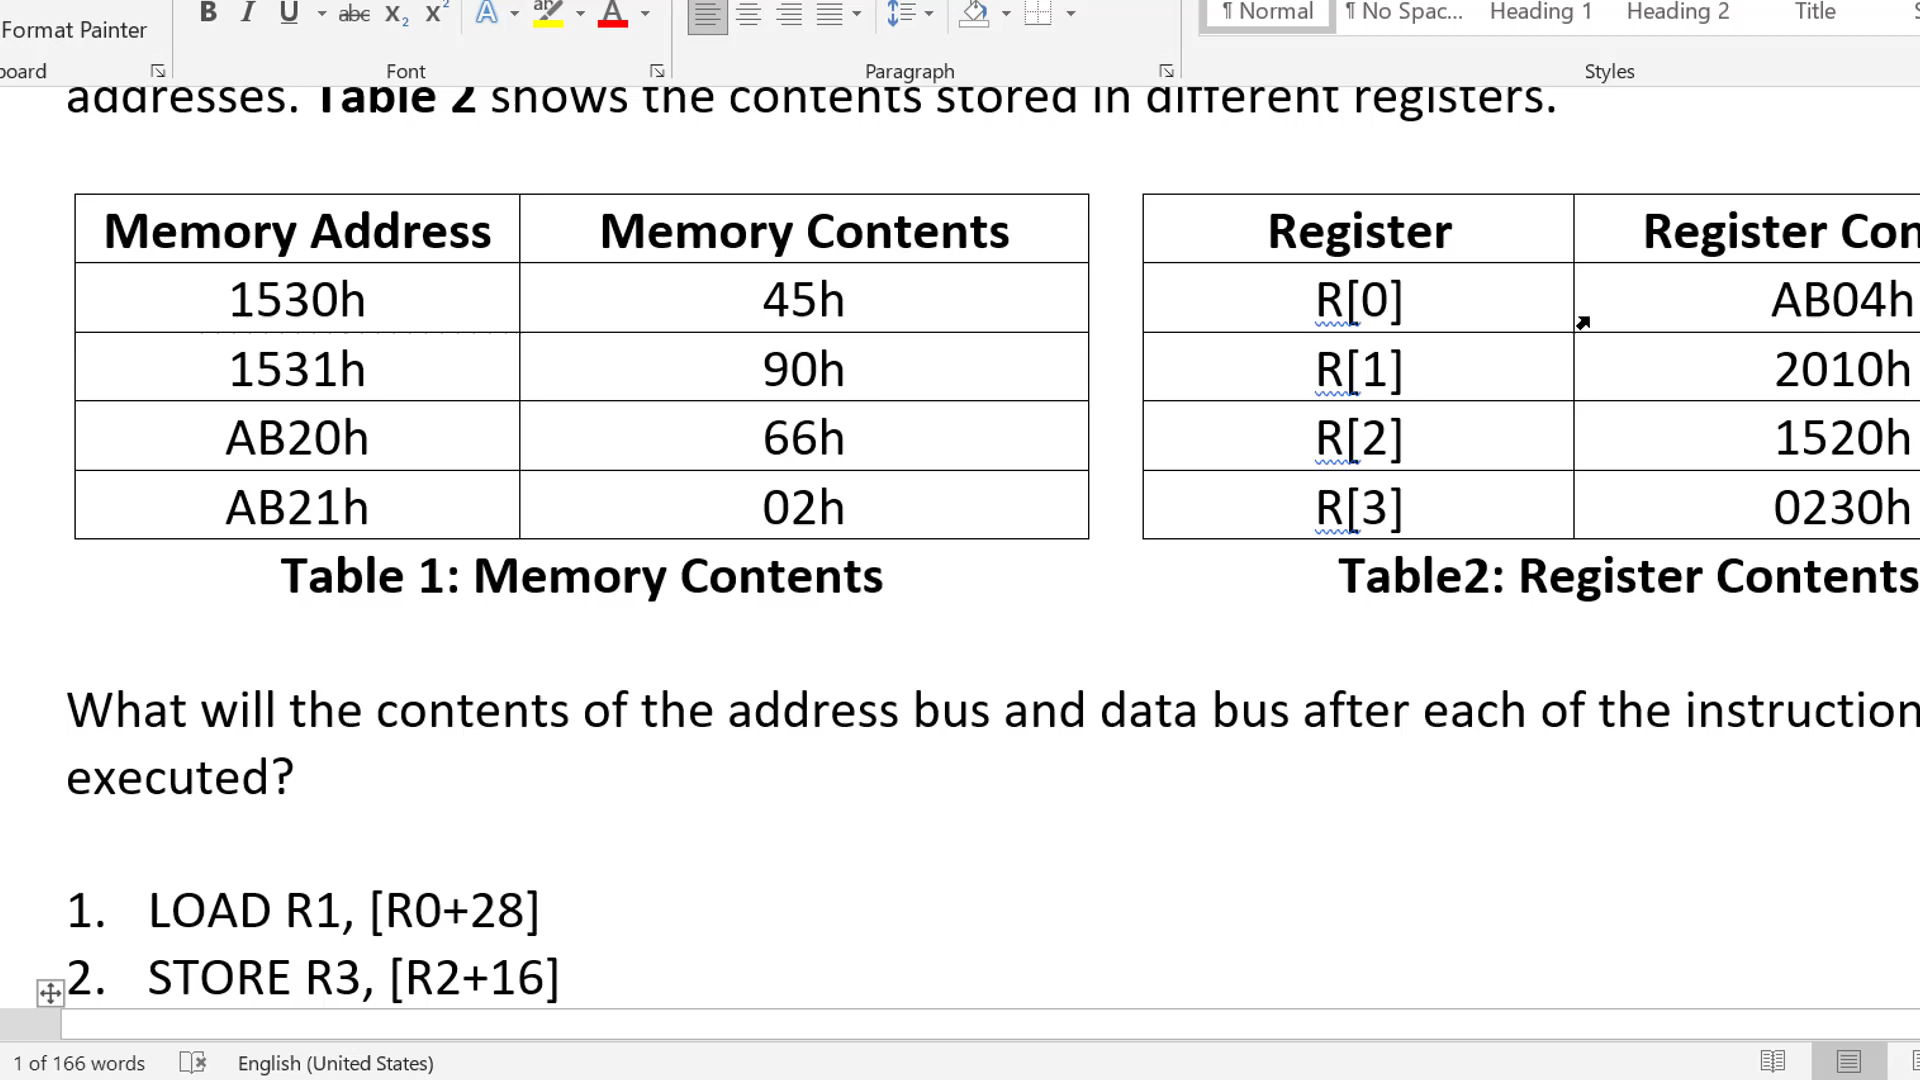 B I U abc X₂ X² A ab A ¶ Normal ¶ No Spac... Heading 1 Heading 2 Title
Format Painter
Font Paragraph Styles
addresses. Table 2 shows the contents stored in different registers.
Memory Address Memory Contents Register
1530h 45h R[0] AB04h
1531h 90h R[1] 2010h
AB20h 66h R[2] 1520h
AB21h 02h R[3] 0230h
Table 1: Memory Contents Table2: Register Contents
What will the contents of the address bus and data bus after each of the instruction
executed?
1. LOAD R1, [R0+28]
2. STORE R3, [R2+16]
1 of 166 words English (United States)